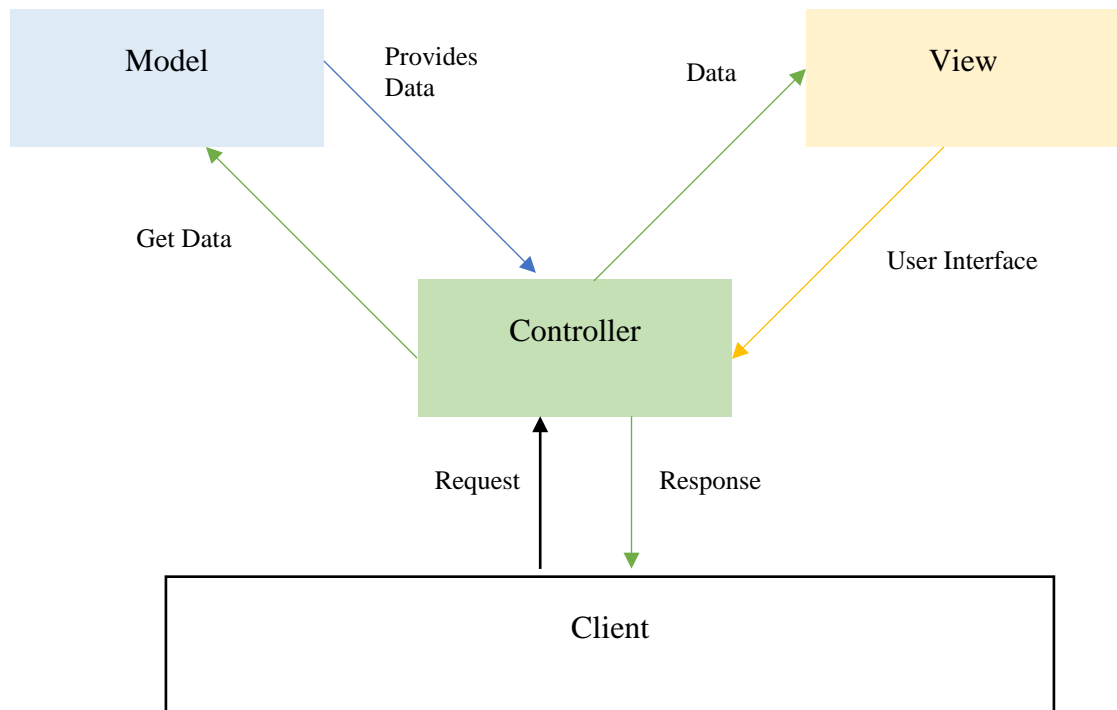 Model
Provides
Data
Data
View
Get Data
User Interface
Controller
Request
Response
Client